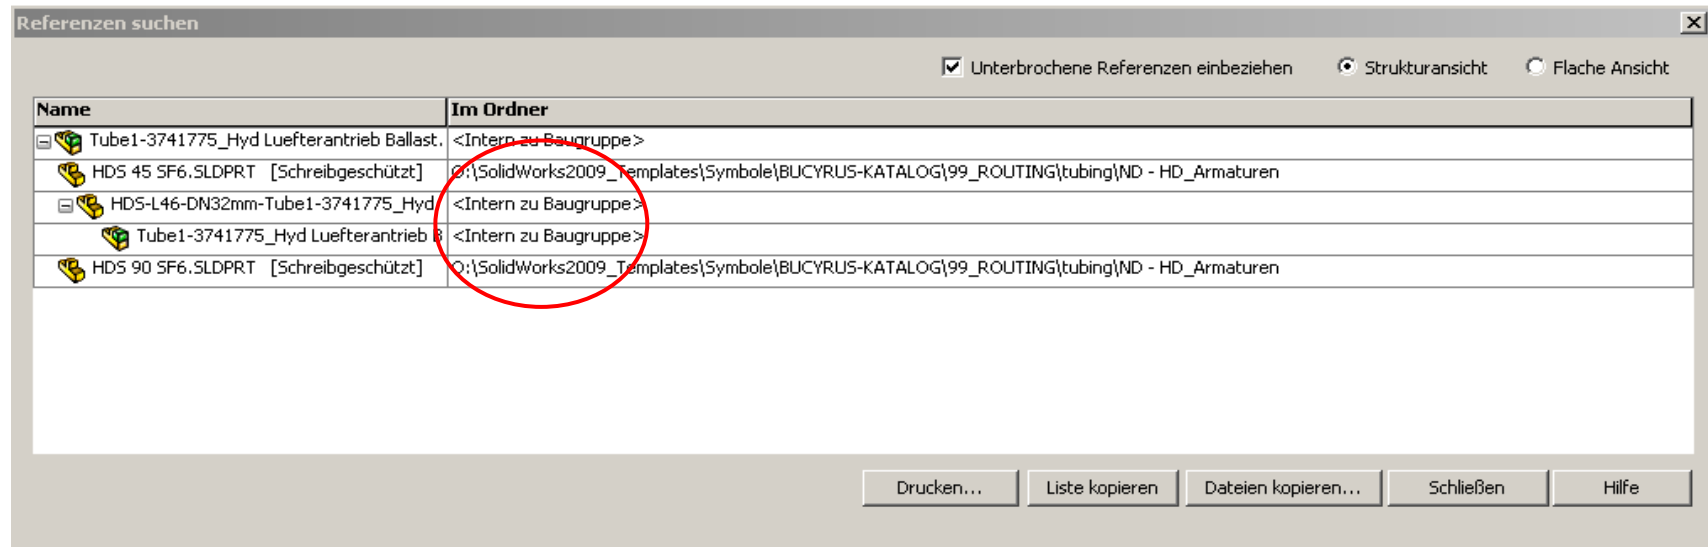 Referenzen suchen
Unterbrochene Referenzen einbeziehen Strukturansicht Flache Ansicht
Name Im Ordner
Tube1-3741775_Hyd Luefterantrieb Ballast. <Intern zu Baugruppe>
HDS 45 SF6.SLDPRT [Schreibgeschützt] O:\SolidWorks2009_Templates\Symbole\BUCYRUS-KATALOG\99_ROUTING\tubing\ND - HD_Armaturen
HDS-L46-DN32mm-Tube1-3741775_Hyd <Intern zu Baugruppe>
Tube1-3741775_Hyd Luefterantrieb B <Intern zu Baugruppe>
HDS 90 SF6.SLDPRT [Schreibgeschützt] O:\SolidWorks2009_Templates\Symbole\BUCYRUS-KATALOG\99_ROUTING\tubing\ND - HD_Armaturen
Drucken... Liste kopieren Dateien kopieren... Schließen Hilfe